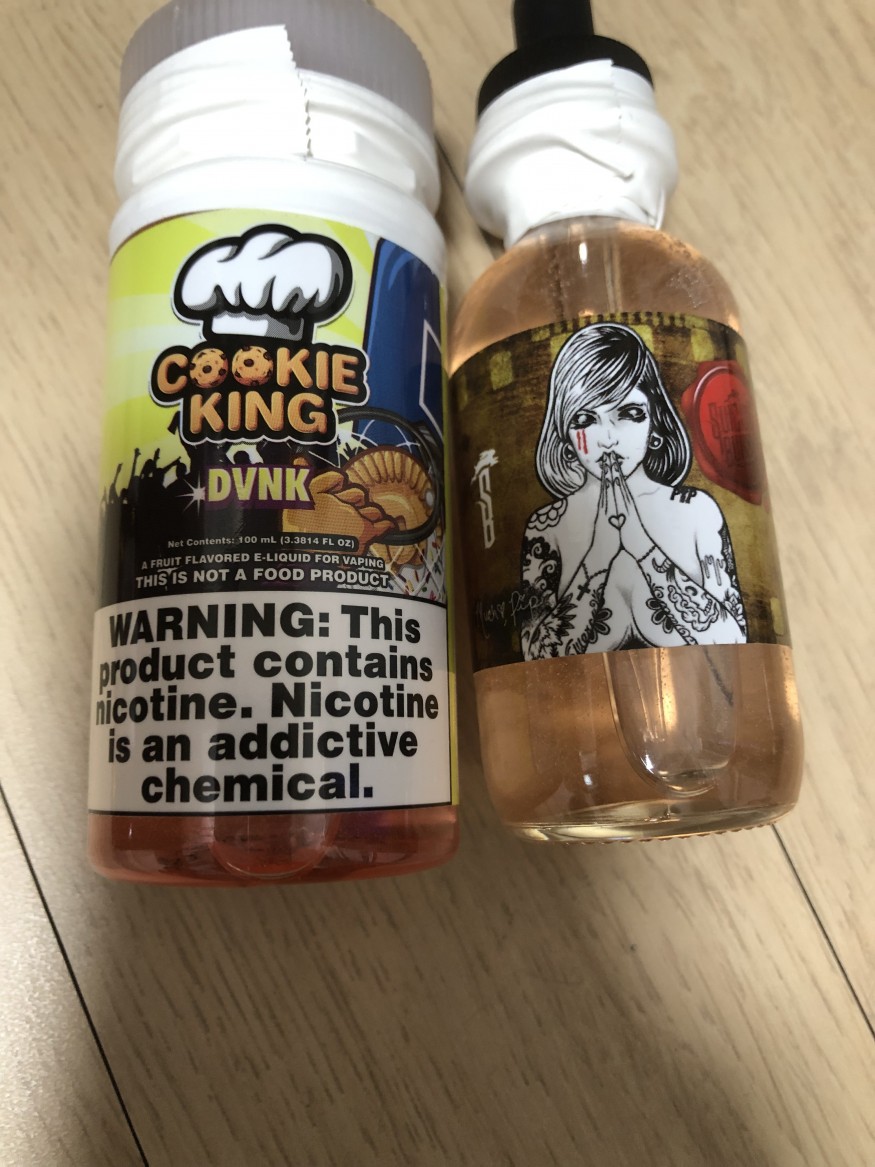 COOKIE
KING
DVNK
Net Contents: 100 mL (3.3814 FL OZ)
A FRUIT FLAVORED E-LIQUID FOR VAPING
THIS IS NOT A FOOD PRODUCT
WARNING: This
product contains
nicotine. Nicotine
is an addictive
chemical.